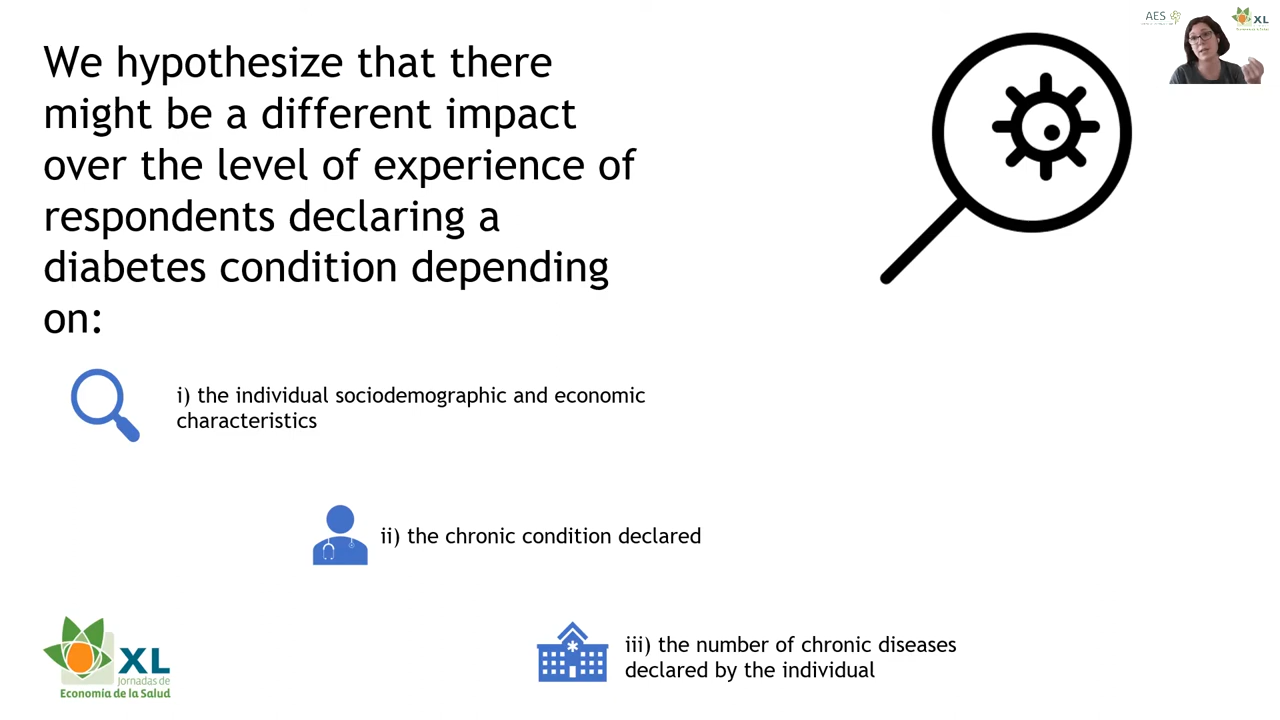 We hypothesize that there
might be a different impact
over the level of experience of
respondents declaring a
diabetes condition depending
on:
i) the individual sociodemographic and economic
characteristics
ii) the chronic condition declared
iii) the number of chronic diseases
declared by the individual
XL
Jornadas de
Economía de la Salud
AES
XL